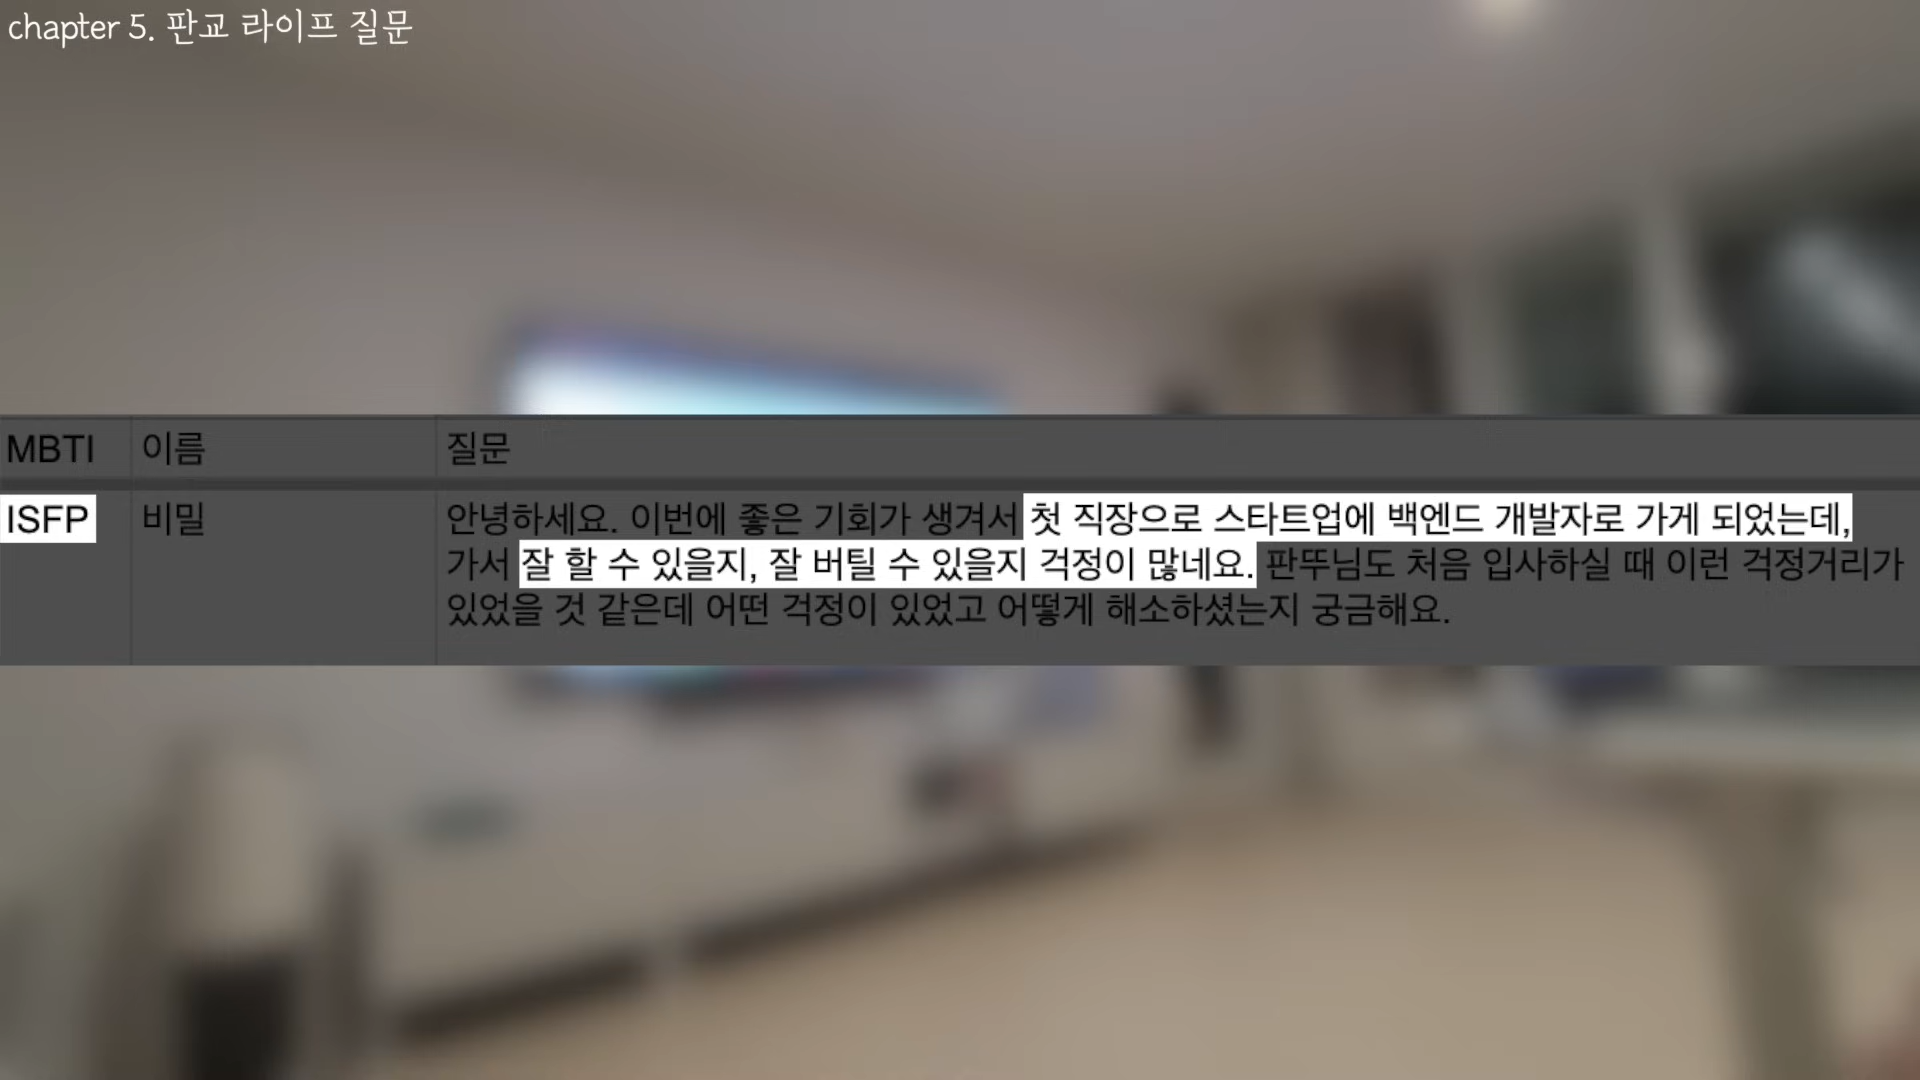 chapter 5. 판교 라이프 질문
MBTI 이름 질문
ISFP 비밀 안녕하세요. 이번에 좋은 기회가 생겨서 첫 직장으로 스타트업에 백엔드 개발자로 가게 되었는데,
가서 잘 할 수 있을지, 잘 버틸 수 있을지 걱정이 많네요. 판뚜님도 처음 입사하실 때 이런 걱정거리가
있었을 것 같은데 어떤 걱정이 있었고 어떻게 해소하셨는지 궁금해요.